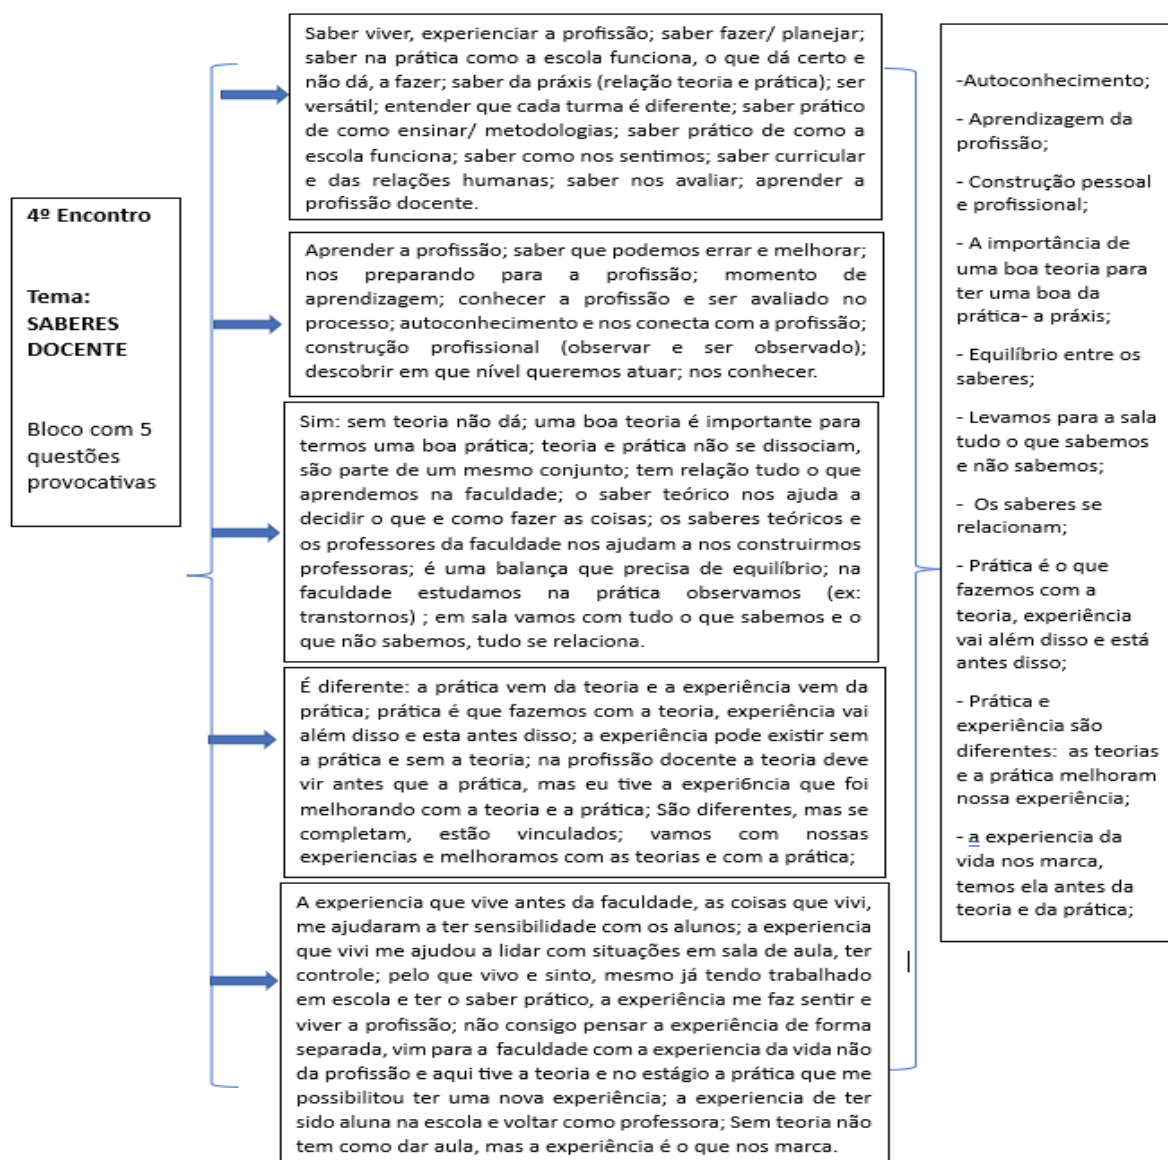 4º Encontro
Tema:
SABERES
DOCENTE
Bloco com 5
questões
provocativas
Saber viver, experienciar a profissão; saber fazer/ planejar;
saber na prática como a escola funciona, o que dá certo e
não dá, a fazer; saber da práxis (relação teoria e prática); ser
versátil; entender que cada turma é diferente; saber prático
de como ensinar/ metodologias; saber prático de como a
escola funciona; saber como nos sentimos; saber curricular
e das relações humanas; saber nos avaliar; aprender a
profissão docente.
Aprender a profissão; saber que podemos errar e melhorar;
nos preparando para a profissão; momento de
aprendizagem; conhecer a profissão e ser avaliado no
processo; autoconhecimento e nos conecta com a profissão;
construção profissional (observar e ser observado);
descobrir em que nível queremos atuar; nos conhecer.
Sim: sem teoria não dá; uma boa teoria é importante para
termos uma boa prática; teoria e prática não se dissociam,
são parte de um mesmo conjunto; tem relação tudo o que
aprendemos na faculdade; o saber teórico nos ajuda a
decidir o que e como fazer as coisas; os saberes teóricos e
os professores da faculdade nos ajudam a nos construirmos
professoras; é uma balança que precisa de equilíbrio; na
faculdade estudamos na prática observamos (ex:
transtornos) ; em sala vamos com tudo o que sabemos e o
que não sabemos, tudo se relaciona.
É diferente: a prática vem da teoria e a experiência vem da
prática; prática é que fazemos com a teoria, experiência vai
além disso e esta antes disso; a experiência pode existir sem
a prática e sem a teoria; na profissão docente a teoria deve
vir antes que a prática, mas eu tive a experi6ncia que foi
melhorando com a teoria e a prática; São diferentes, mas se
completam, estão vinculados; vamos com nossas
experiencias e melhoramos com as teorias e com a prática;
A experiencia que vive antes da faculdade, as coisas que vivi,
me ajudaram a ter sensibilidade com os alunos; a experiencia
que vivi me ajudou a lidar com situações em sala de aula, ter
controle; pelo que vivo e sinto, mesmo já tendo trabalhado
em escola e ter o saber prático, a experiência me faz sentir e
viver a profissão; não consigo pensar a experiência de forma
separada, vim para a faculdade com a experiencia da vida não
da profissão e aqui tive a teoria e no estágio a prática que me
possibilitou ter uma nova experiência; a experiencia de ter
sido aluna na escola e voltar como professora; Sem teoria não
tem como dar aula, mas a experiência é o que nos marca.
-Autoconhecimento;
- Aprendizagem da
profissão;
- Construção pessoal
e profissional;
- A importância de
uma boa teoria para
ter uma boa da
prática- a práxis;
- Equilíbrio entre os
saberes;
- Levamos para a sala
tudo o que sabemos
e não sabemos;
- Os saberes se
relacionam;
- Prática é o que
fazemos com a
teoria, experiência
vai além disso e está
antes disso;
- Prática e
experiência são
diferentes: as teorias
e a prática melhoram
nossa experiência;
- a experiencia da
vida nos marca,
temos ela antes da
teoria e da prática;